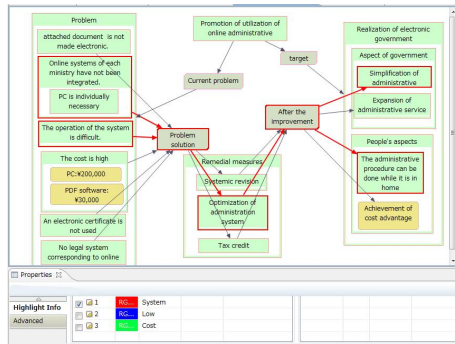 Problem
attached document is not
made electronic.
Online systems of each
ministry have not been
integrated.
PC is individually
necessary
The operation of the system
is difficult.
The cost is high
PC:¥200,000
PDF software:
¥30,000
An electronic certificate is
not used
No legal system
corresponding to online
Promotion of utilization of
online administrative
target
Current problem
Problem
solution
After the
improvement
Remedial measures
Systemic revision
Optimization of
administration
system
Tax credit
Realization of electronic
government
Aspect of government
Simplification of
administrative
Expansion of
administrative service
People's aspects
The administrative
procedure can be
done while it is in
home
Achievement of
cost advantage
Properties
Highlight Info
Advanced
1 RG... System
2 RG... Low
3 RG... Cost